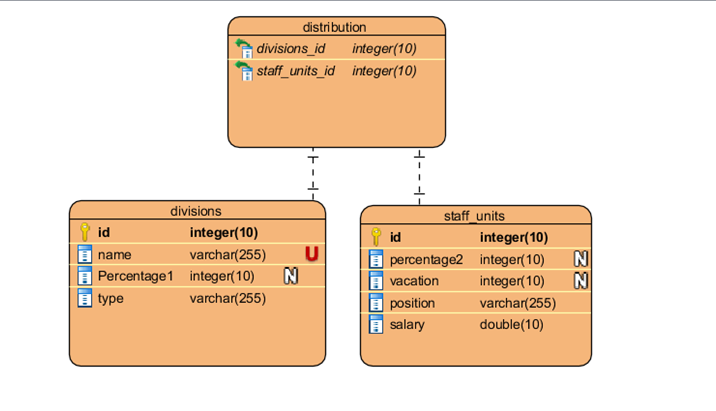 distribution
divisions_id integer(10)
staff_units_id integer(10)
divisions
id integer(10)
name varchar(255) U
Percentage1 integer(10) N
type varchar(255)
staff_units
id integer(10)
percentage2 integer(10) N
vacation integer(10) N
position varchar(255)
salary double(10)